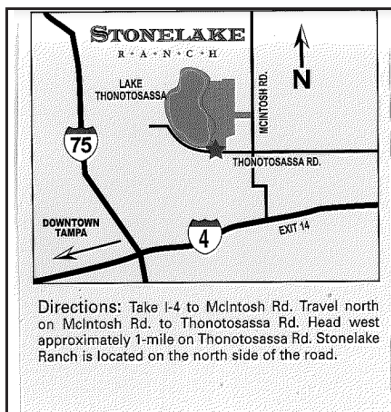 STONELAKE
R • A • N • C • H
LAKE
THONOTOSASSA
MCINTOSH RD.
N
75
THONOTOSASSA RD.
DOWNTOWN
TAMPA
4
EXIT 14
Directions: Take I-4 to McIntosh Rd. Travel north
on McIntosh Rd. to Thonotosassa Rd. Head west
approximately 1-mile on Thonotosassa Rd. Stonelake
Ranch is located on the north side of the road.